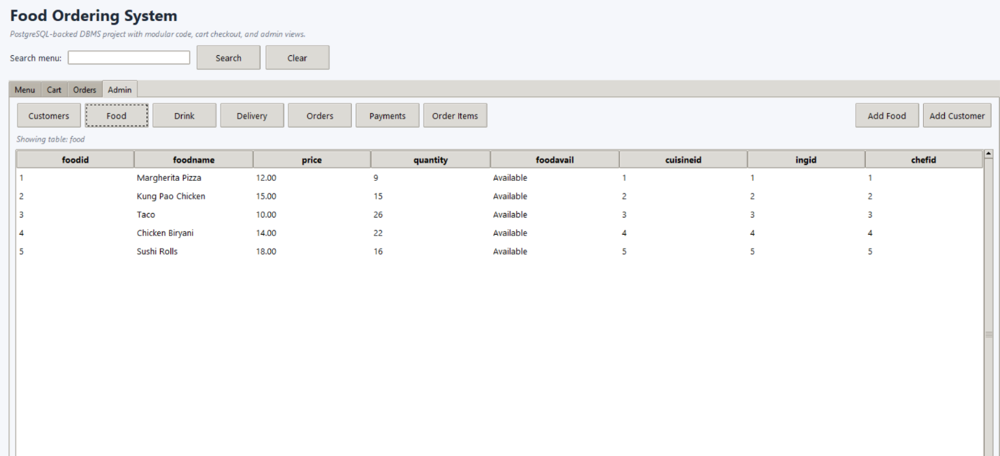 Food Ordering System
PostgreSQL-backed DBMS project with modular code, cart checkout, and admin views.
Search menu: Search Clear
Menu Cart Orders Admin
Customers Food Drink Delivery Orders Payments Order Items Add Food Add Customer
Showing table: food
foodid foodname price quantity foodavail cuisineid ingid chefid
1 Margherita Pizza 12.00 9 Available 1 1 1
2 Kung Pao Chicken 15.00 15 Available 2 2 2
3 Taco 10.00 26 Available 3 3 3
4 Chicken Biryani 14.00 22 Available 4 4 4
5 Sushi Rolls 18.00 16 Available 5 5 5